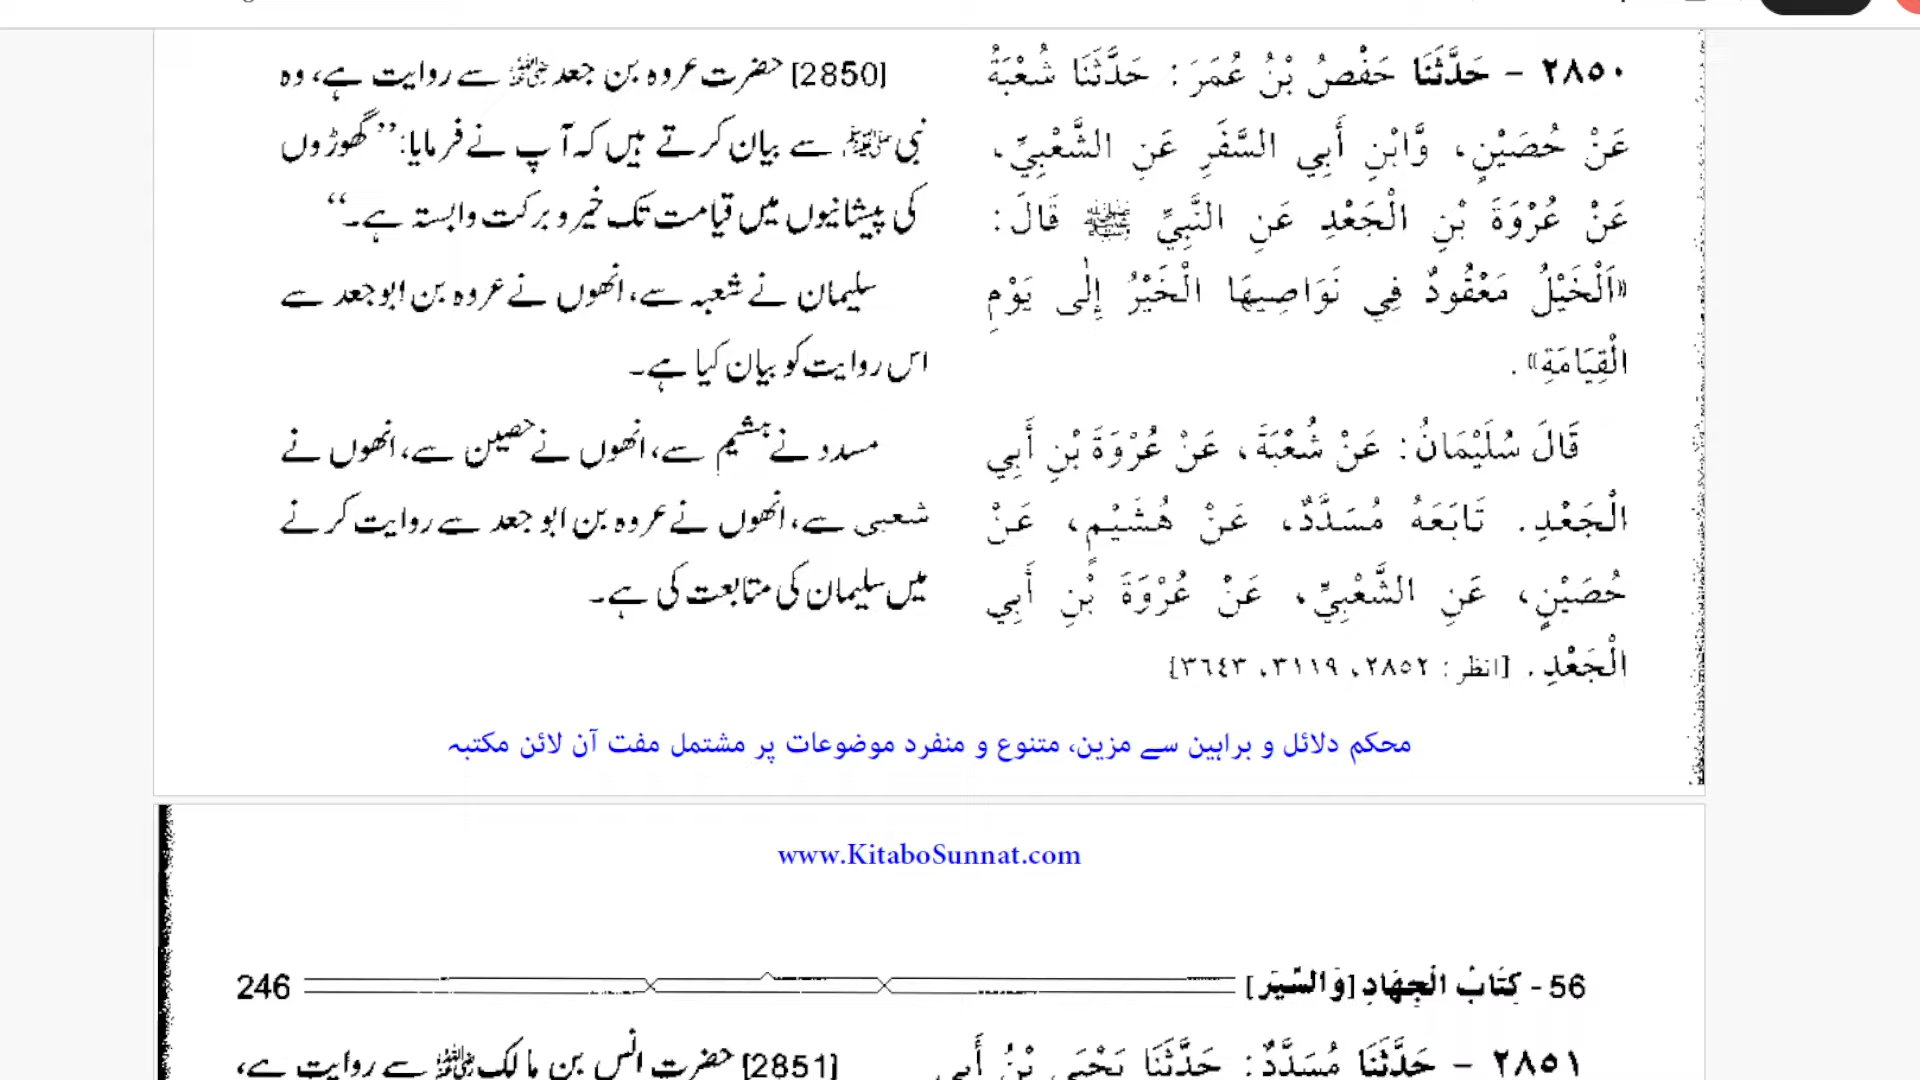 ٢٨٥٠ - حَدَّثَنَا حَفْصُ بْنُ عُمَرَ: حَدَّثَنَا شُعْبَةُ
عَنْ حُصَيْنٍ، وَّابْنِ أَبِي السَّفَرِ عَنِ الشَّعْبِيِّ،
عَنْ عُرْوَةَ بْنِ الْجَعْدِ عَنِ النَّبِيِّ ﷺ قَالَ:
«اَلْخَيْلُ مَعْقُودٌ فِي نَوَاصِيهَا الْخَيْرُ إِلٰى يَوْمِ
الْقِيَامَةِ».
قَالَ سُلَيْمَانُ: عَنْ شُعْبَةَ، عَنْ عُرْوَةَ بْنِ أَبِي
الْجَعْدِ. تَابَعَهُ مُسَدَّدٌ، عَنْ هُشَيْمٍ، عَنْ
حُصَيْنٍ، عَنِ الشَّعْبِيِّ، عَنْ عُرْوَةَ بْنِ أَبِي
الْجَعْدِ. [انظر: ٢٨٥٢، ٣١١٩، ٣٦٤٣]
[2850] حضرت عروہ بن جعد ؓ سے روایت ہے، وہ
نبی ﷺ سے بیان کرتے ہیں کہ آپ نے فرمایا: ’’گھوڑوں
کی پیشانیوں میں قیامت تک خیر و برکت وابستہ ہے۔‘‘
سلیمان نے شعبہ سے، انھوں نے عروہ بن ابوجعد سے
اس روایت کو بیان کیا ہے۔
مسدد نے ہشیم سے، انھوں نے حصین سے، انھوں نے
شعبی سے، انھوں نے عروہ بن ابو جعد سے روایت کرنے
میں سلیمان کی متابعت کی ہے۔
محکم دلائل و براہین سے مزین، متنوع و منفرد موضوعات پر مشتمل مفت آن لائن مکتبہ
www.KitaboSunnat.com
56 - كِتَابُ الْجِهَادِ [وَالسِّيَرِ] 246
٢٨٥١ - حَدَّثَنَا مُسَدَّدٌ: حَدَّثَنَا يَحْيَى بْنُ أَبِي
[2851] حضرت انس بن مالک ؓ سے روایت ہے،